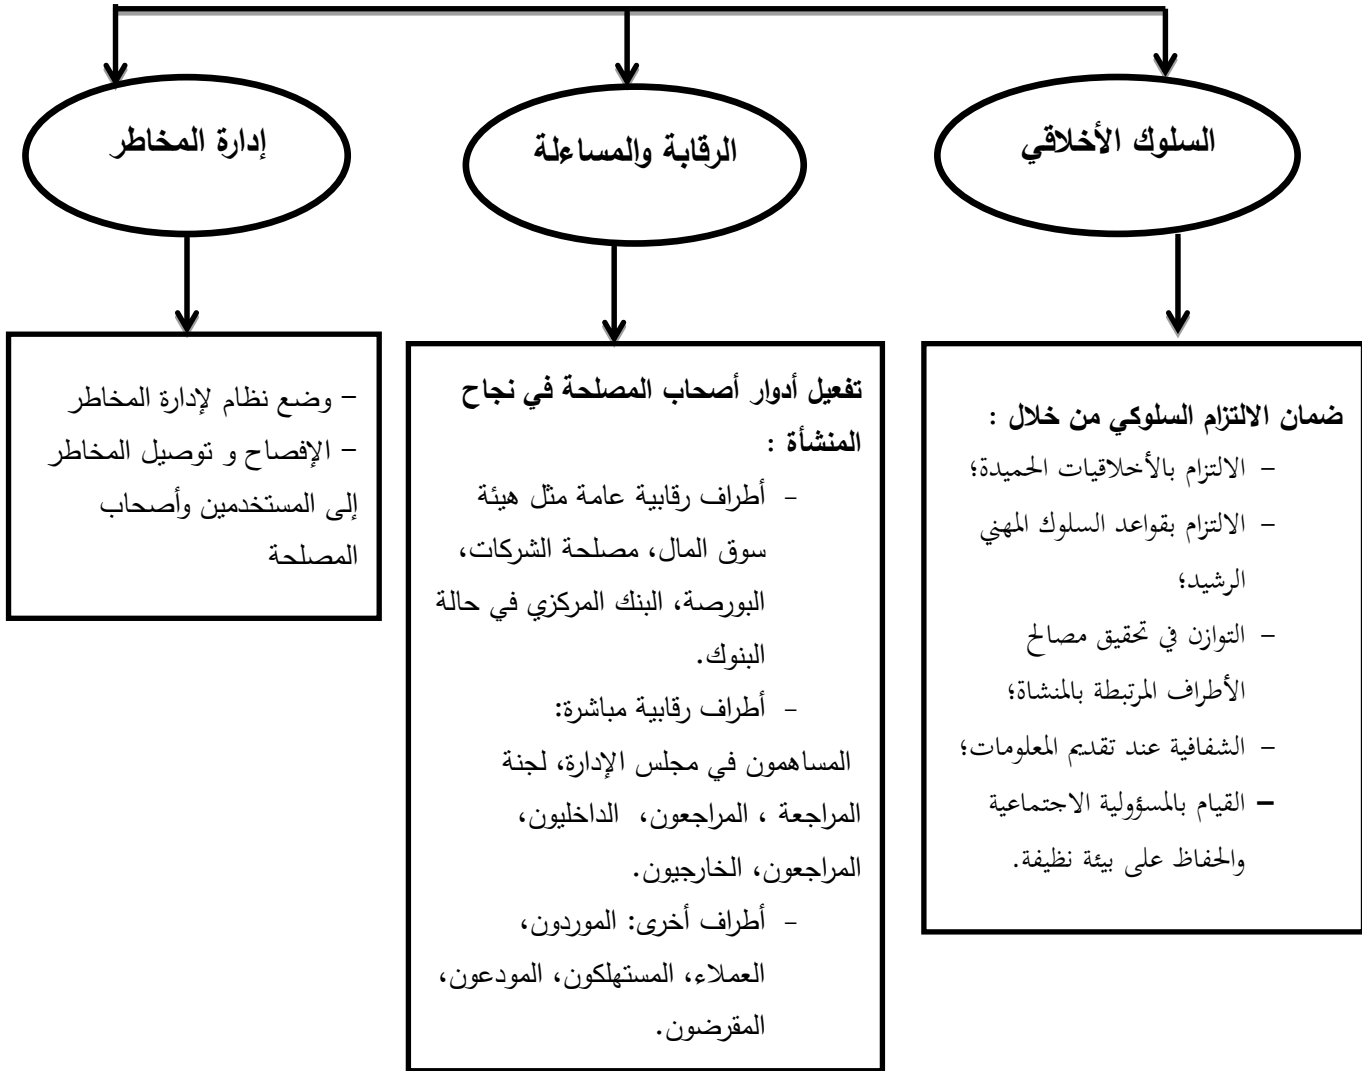 السلوك الأخلاقي
الرقابة والمساءلة
إدارة المخاطر
ضمان الالتزام السلوكي من خلال :
- الالتزام بالأخلاقيات الحميدة؛
- الالتزام بقواعد السلوك المهني
الرشيد؛
- التوازن في تحقيق مصالح
الأطراف المرتبطة بالمنشاة؛
- الشفافية عند تقديم المعلومات؛
- القيام بالمسؤولية الاجتماعية
والحفاظ على بيئة نظيفة.
تفعيل أدوار أصحاب المصلحة في نجاح
المنشأة :
- أطراف رقابية عامة مثل هيئة
سوق المال، مصلحة الشركات،
البورصة، البنك المركزي في حالة
البنوك.
- أطراف رقابية مباشرة:
المساهمون في مجلس الإدارة، لجنة
المراجعة ، المراجعون، الداخليون،
المراجعون، الخارجيون.
- أطراف أخرى: الموردون،
العملاء، المستهلكون، المودعون،
المقرضون.
- وضع نظام لإدارة المخاطر
- الإفصاح و توصيل المخاطر
إلى المستخدمين وأصحاب
المصلحة